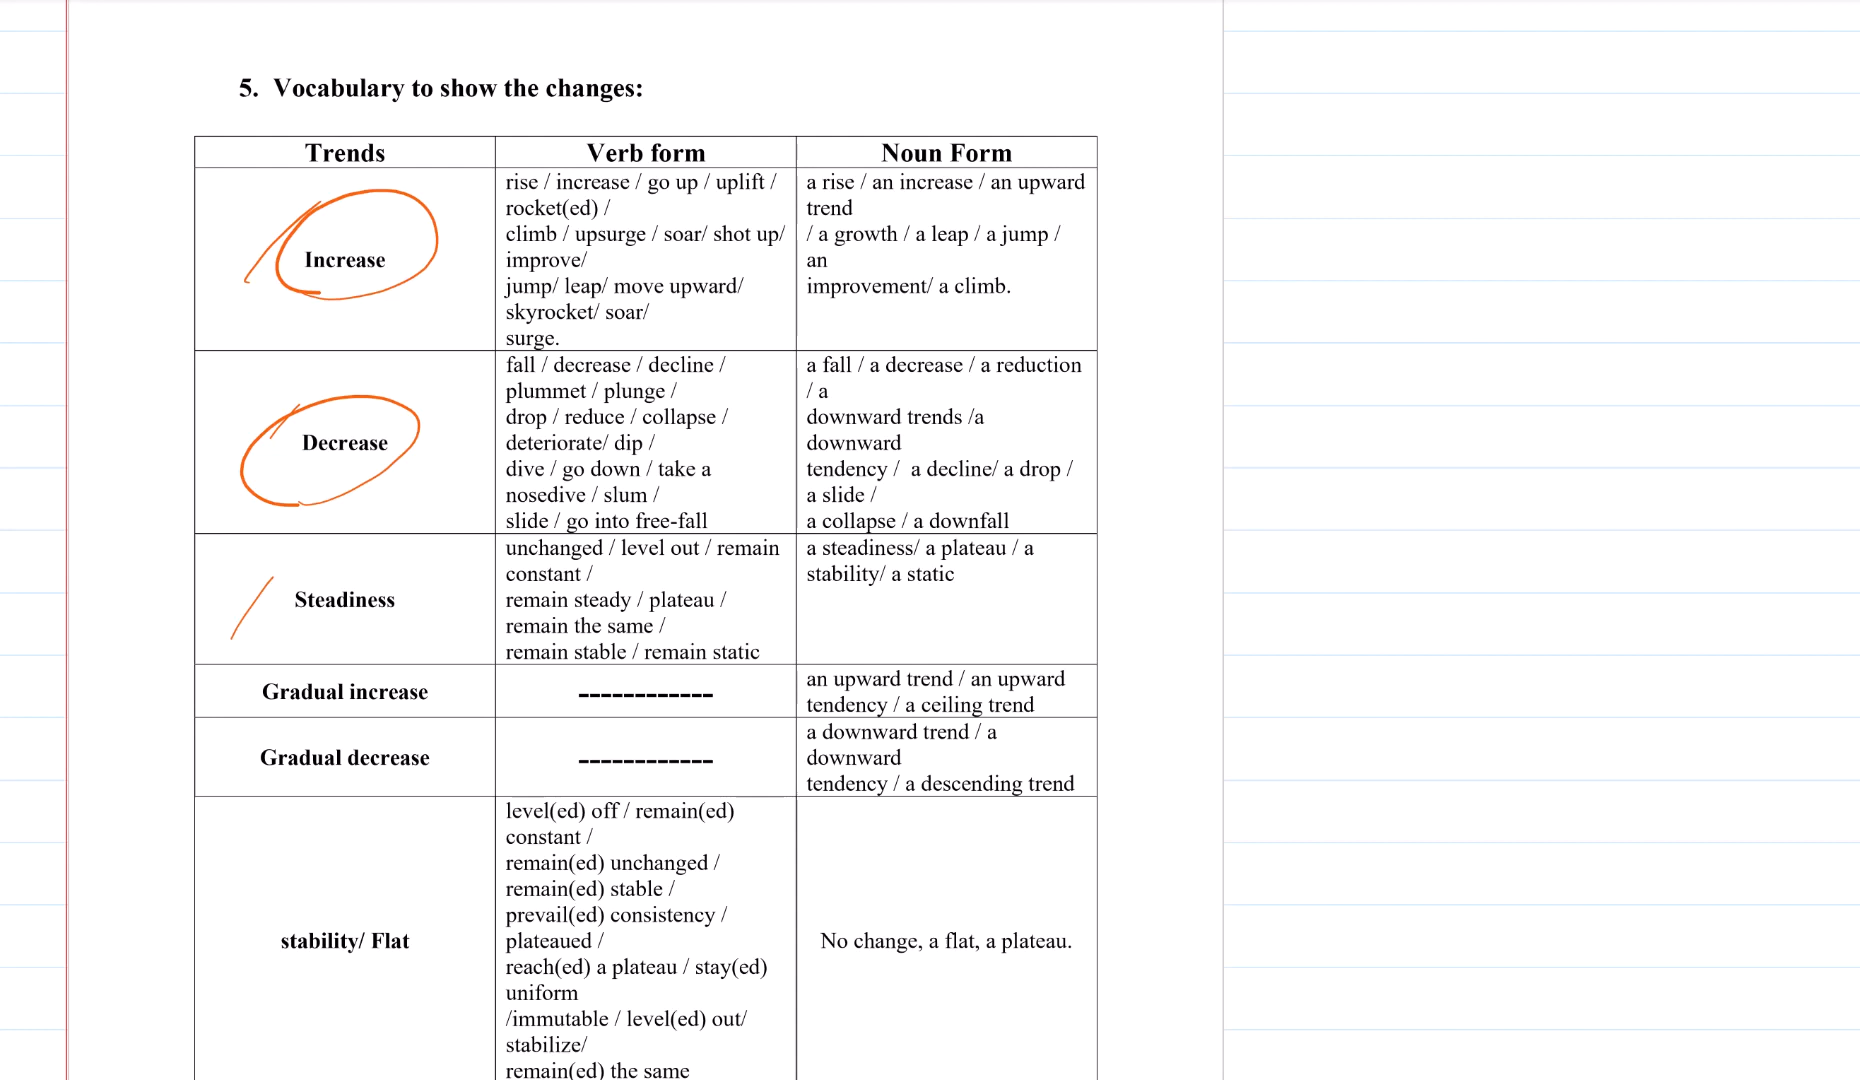 5. Vocabulary to show the changes:
Trends
Verb form
Noun Form
Increase
rise / increase / go up / uplift /
rocket(ed) /
climb / upsurge / soar/ shot up/
improve/
jump/ leap/ move upward/
skyrocket/ soar/
surge.
a rise / an increase / an upward
trend
/ a growth / a leap / a jump /
an
improvement/ a climb.
Decrease
fall / decrease / decline /
plummet / plunge /
drop / reduce / collapse /
deteriorate/ dip /
dive / go down / take a
nosedive / slum /
slide / go into free-fall
a fall / a decrease / a reduction
/ a
downward trends /a
downward
tendency / a decline/ a drop /
a slide /
a collapse / a downfall
Steadiness
unchanged / level out / remain
constant /
remain steady / plateau /
remain the same /
remain stable / remain static
a steadiness/ a plateau / a
stability/ a static
Gradual increase
------------
an upward trend / an upward
tendency / a ceiling trend
Gradual decrease
------------
a downward trend / a
downward
tendency / a descending trend
stability/ Flat
level(ed) off / remain(ed)
constant /
remain(ed) unchanged /
remain(ed) stable /
prevail(ed) consistency /
plateaued /
reach(ed) a plateau / stay(ed)
uniform
/immutable / level(ed) out/
stabilize/
remain(ed) the same
No change, a flat, a plateau.